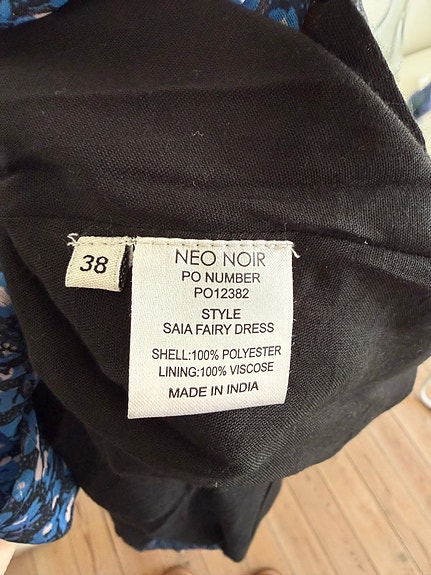 38
NEO NOIR
PO NUMBER
PO12382
STYLE
SAIA FAIRY DRESS
SHELL:100% POLYESTER
LINING:100% VISCOSE
MADE IN INDIA